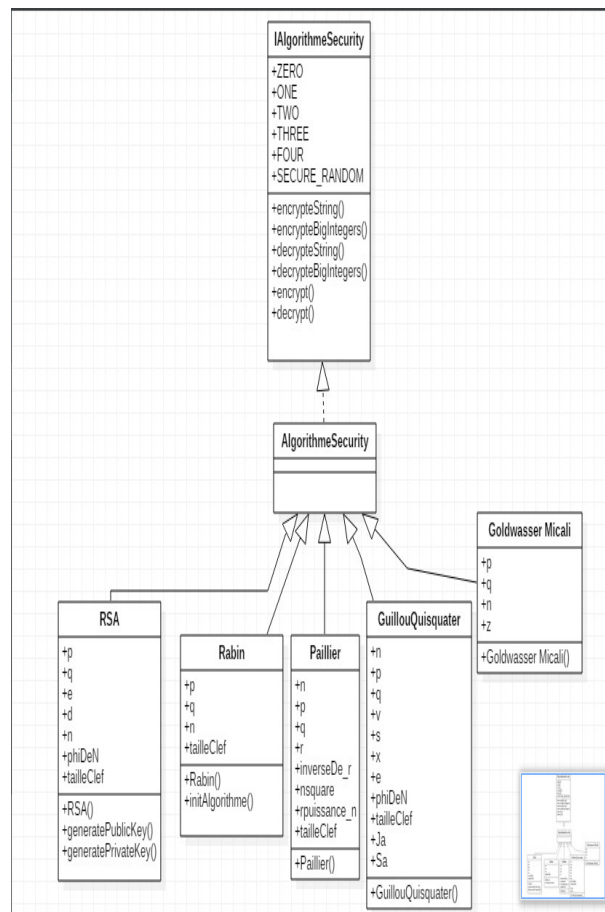 IAlgorithmeSecurity
+ZERO
+ONE
+TWO
+THREE
+FOUR
+SECURE_RANDOM
+encrypteString()
+encrypteBigIntegers()
+decrypteString()
+decrypteBigIntegers()
+encrypt()
+decrypt()
AlgorithmeSecurity
RSA
+p
+q
+e
+d
+n
+phiDeN
+tailleClef
+RSA()
+generatePublicKey()
+generatePrivateKey()
Rabin
+p
+q
+n
+tailleClef
+Rabin()
+initAlgorithme()
Paillier
+n
+p
+q
+r
+inverseDe_r
+nsquare
+rpuissance_n
+tailleClef
+Paillier()
GuillouQuisquater
+n
+p
+q
+v
+s
+x
+e
+phiDeN
+tailleClef
+Ja
+Sa
+GuillouQuisquater()
Goldwasser Micali
+p
+q
+n
+z
+Goldwasser Micali()